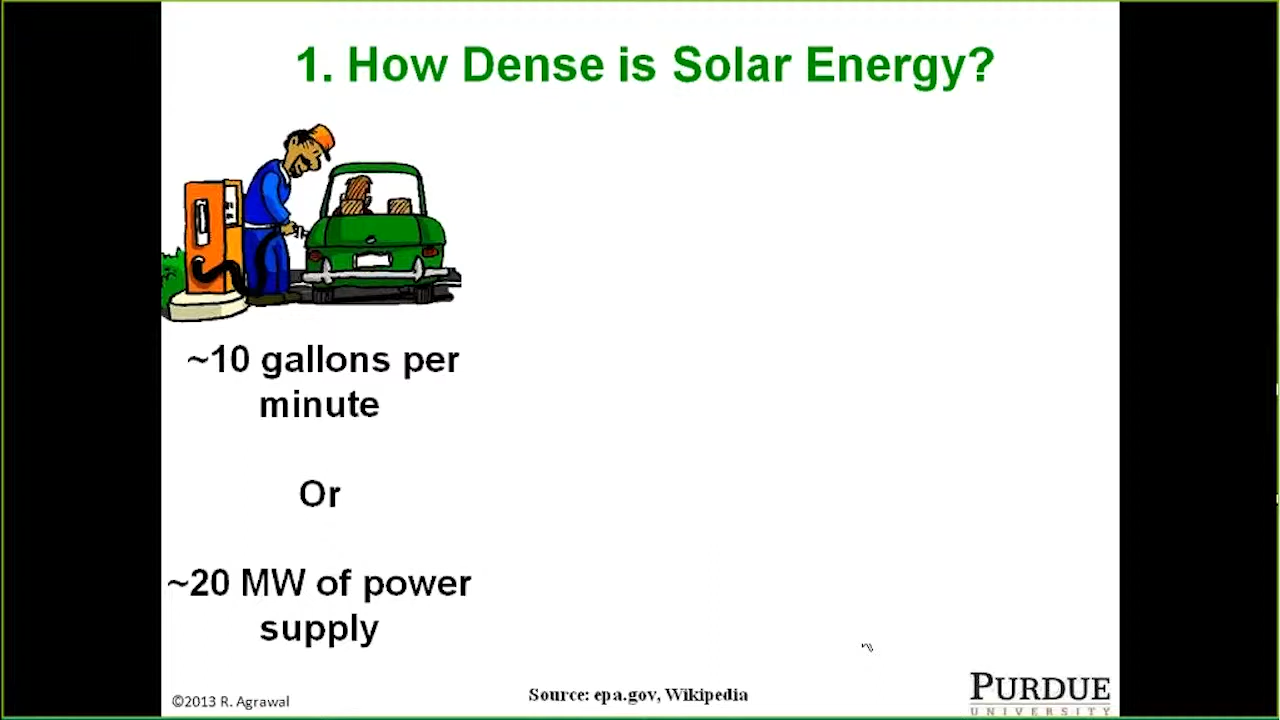 1. How Dense is Solar Energy?
~10 gallons per
minute
Or
~20 MW of power
supply
©2013 R. Agrawal
Source: epa.gov, Wikipedia
PURDUE
UNIVERSITY